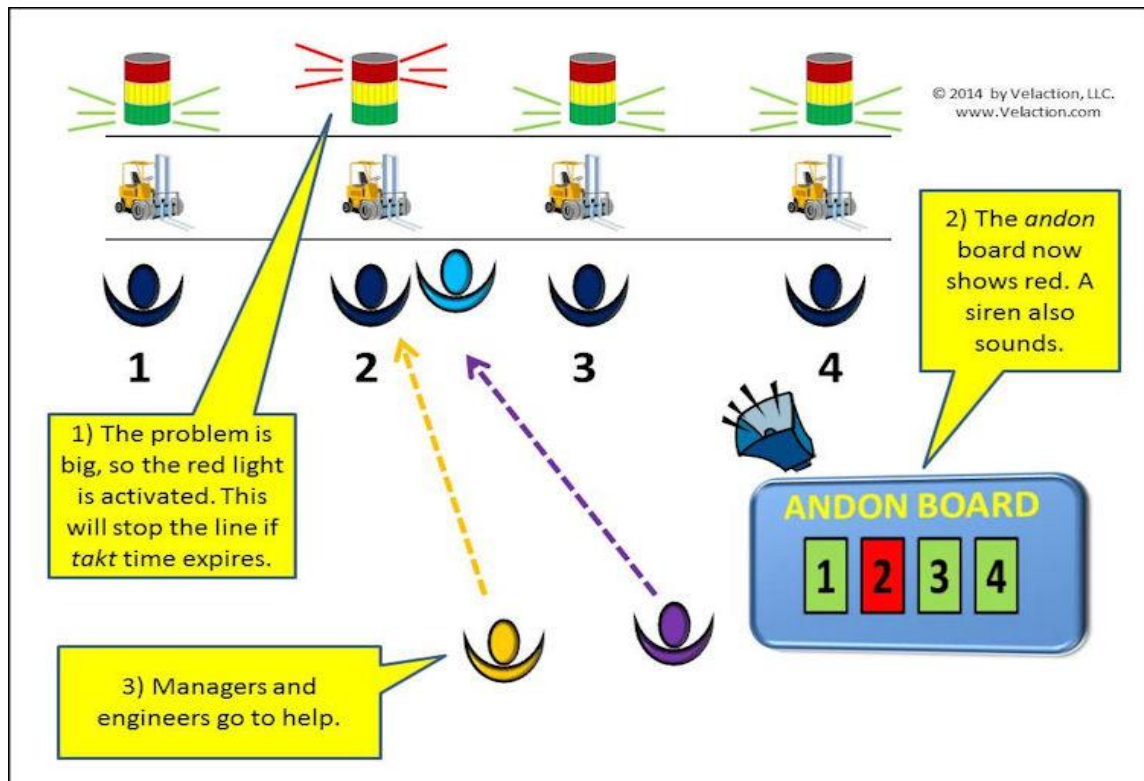 © 2014 by Velaction, LLC.
www.Velaction.com
2) The andon
board now
shows red. A
siren also
sounds.
1
2
3
4
1) The problem is
big, so the red light
is activated. This
will stop the line if
takt time expires.
ANDON BOARD
1 2 3 4
3) Managers and
engineers go to help.